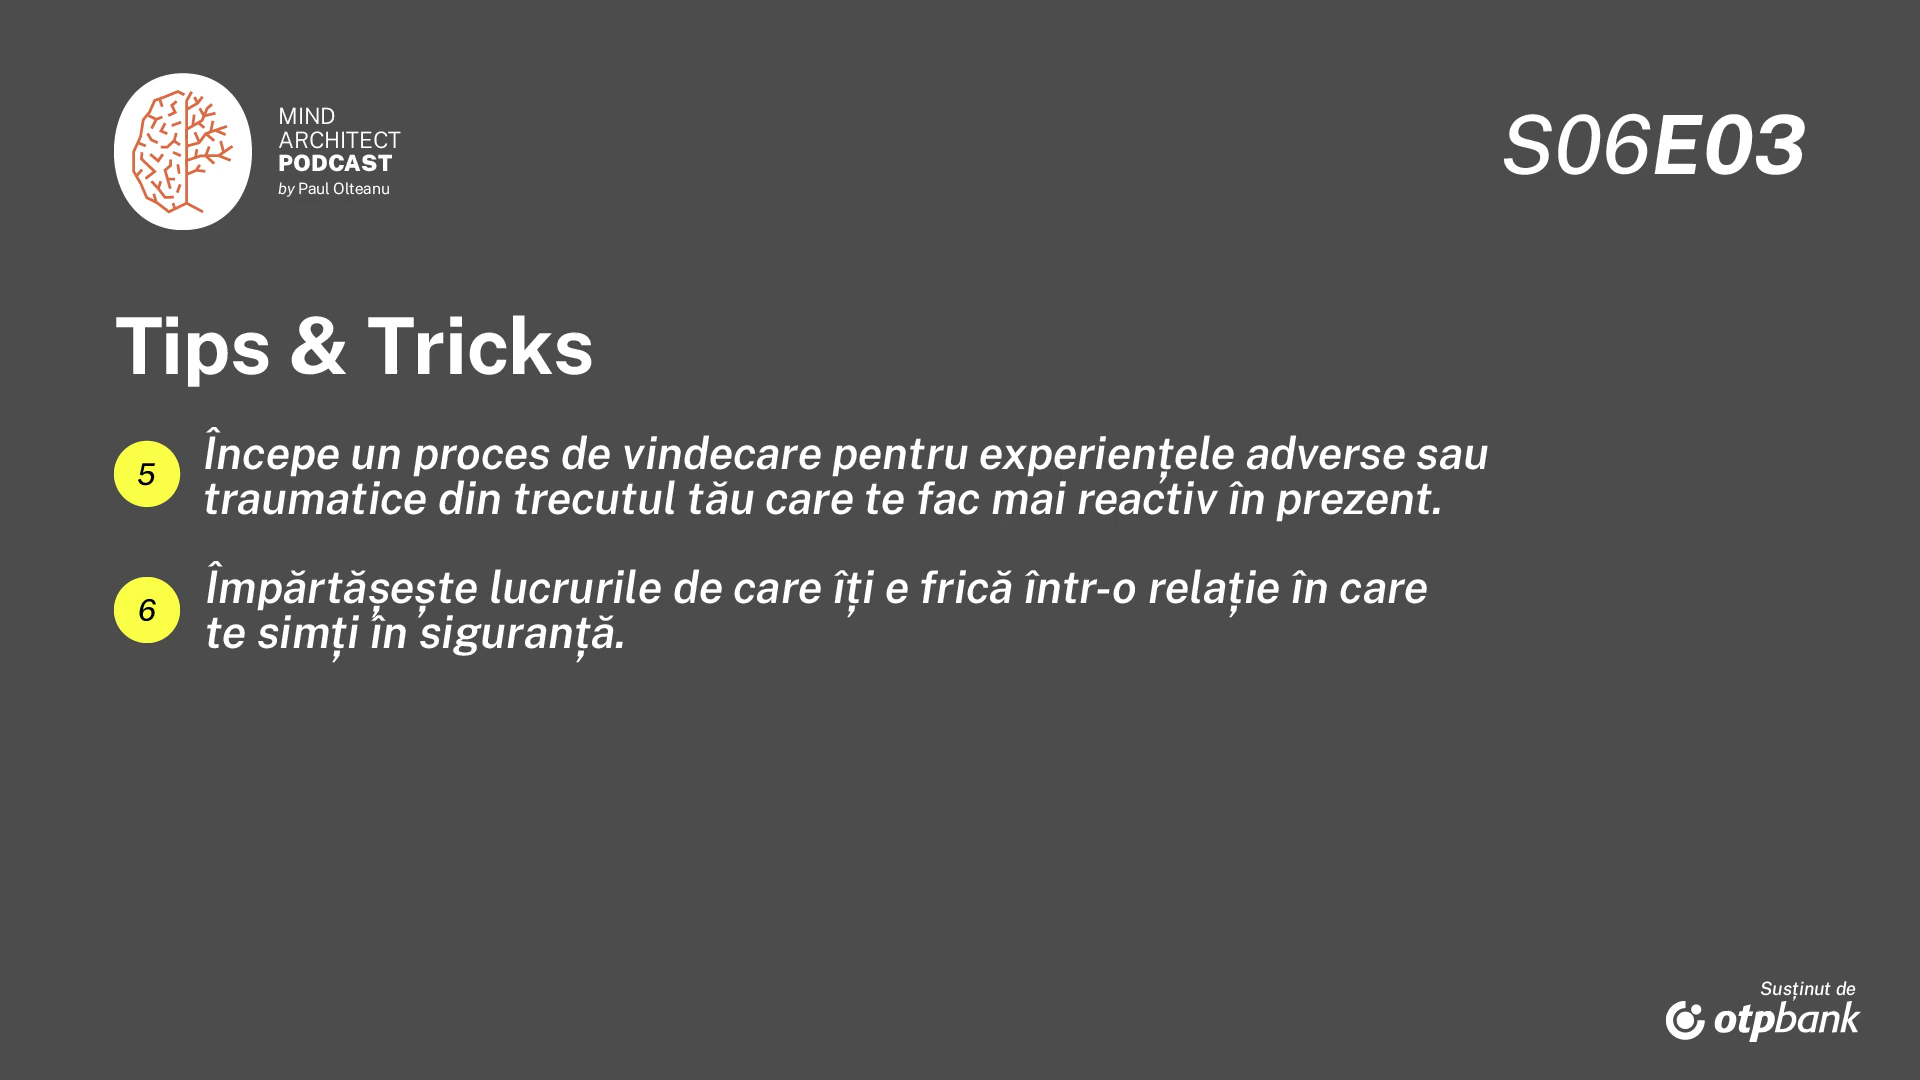 MIND
ARCHITECT
PODCAST
by Paul Olteanu
S06E03
Tips & Tricks
5
Începe un proces de vindecare pentru experiențele adverse sau
traumatice din trecutul tău care te fac mai reactiv în prezent.
6
Împărtășește lucrurile de care îți e frică într-o relație în care
te simți în siguranță.
Susținut de
otpbank